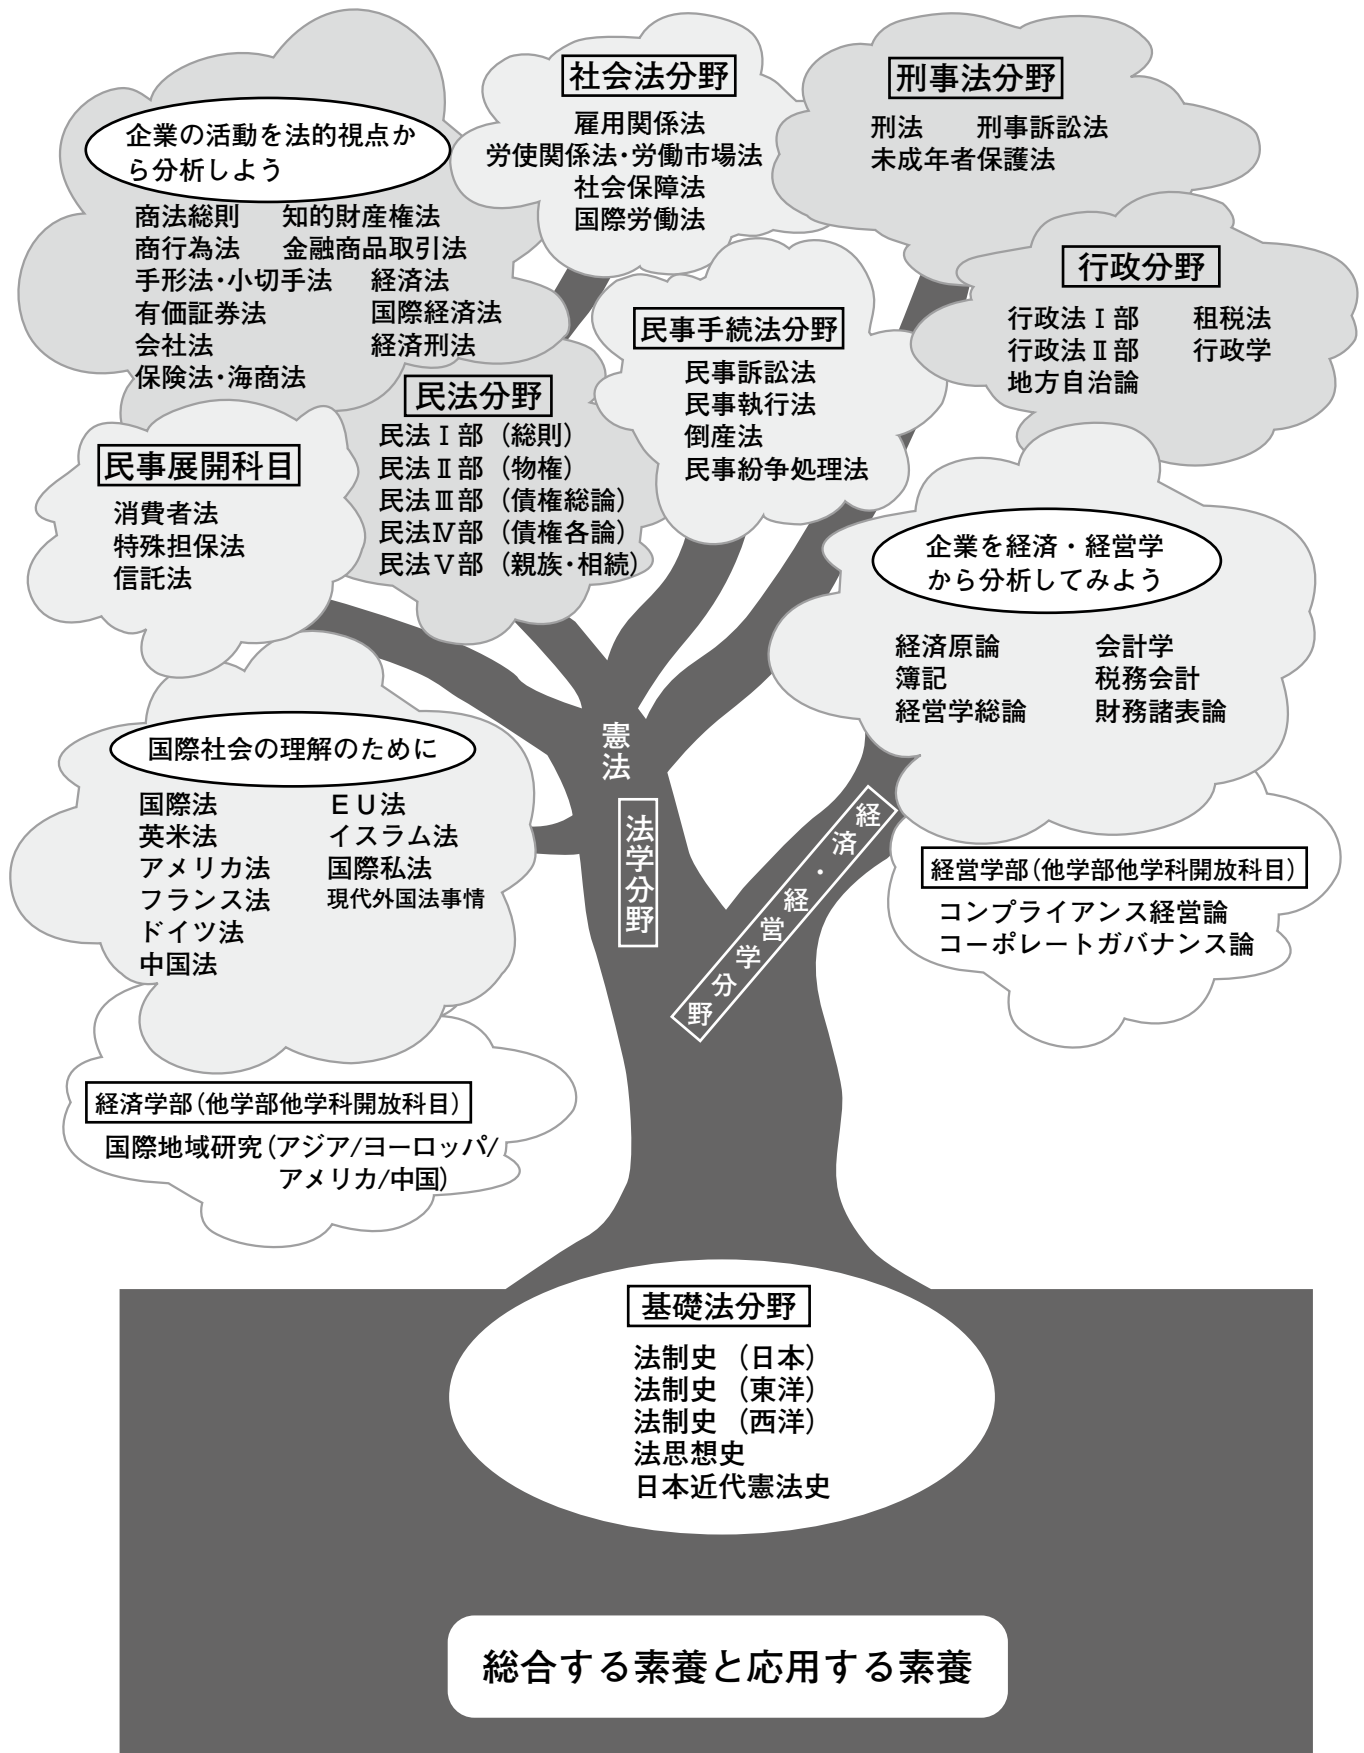 社会法分野
雇用関係法
労使関係法・労働市場法
社会保障法
国際労働法
刑事法分野
刑法　刑事訴訟法
未成年者保護法
企業の活動を法的視点か
ら分析しよう
商法総則　知的財産権法
商行為法　金融商品取引法
手形法・小切手法　経済法
有価証券法　国際経済法
会社法　経済刑法
保険法・海商法
行政分野
行政法Ⅰ部　租税法
行政法Ⅱ部　行政学
地方自治論
民事手続法分野
民事訴訟法
民事執行法
倒産法
民事紛争処理法
民法分野
民法Ⅰ部（総則）
民法Ⅱ部（物権）
民法Ⅲ部（債権総論）
民法Ⅳ部（債権各論）
民法Ⅴ部（親族・相続）
民事展開科目
消費者法
特殊担保法
信託法
企業を経済・経営学
から分析してみよう
経済原論　会計学
簿記　税務会計
経営学総論　財務諸表論
国際社会の理解のために
国際法　ＥＵ法
英米法　イスラム法
アメリカ法　国際私法
フランス法　現代外国法事情
ドイツ法
中国法
憲法
法学分野
経済・経営学分野
経営学部（他学部他学科開放科目）
コンプライアンス経営論
コーポレートガバナンス論
経済学部（他学部他学科開放科目）
国際地域研究（アジア/ヨーロッパ/
アメリカ/中国）
基礎法分野
法制史（日本）
法制史（東洋）
法制史（西洋）
法思想史
日本近代憲法史
総合する素養と応用する素養